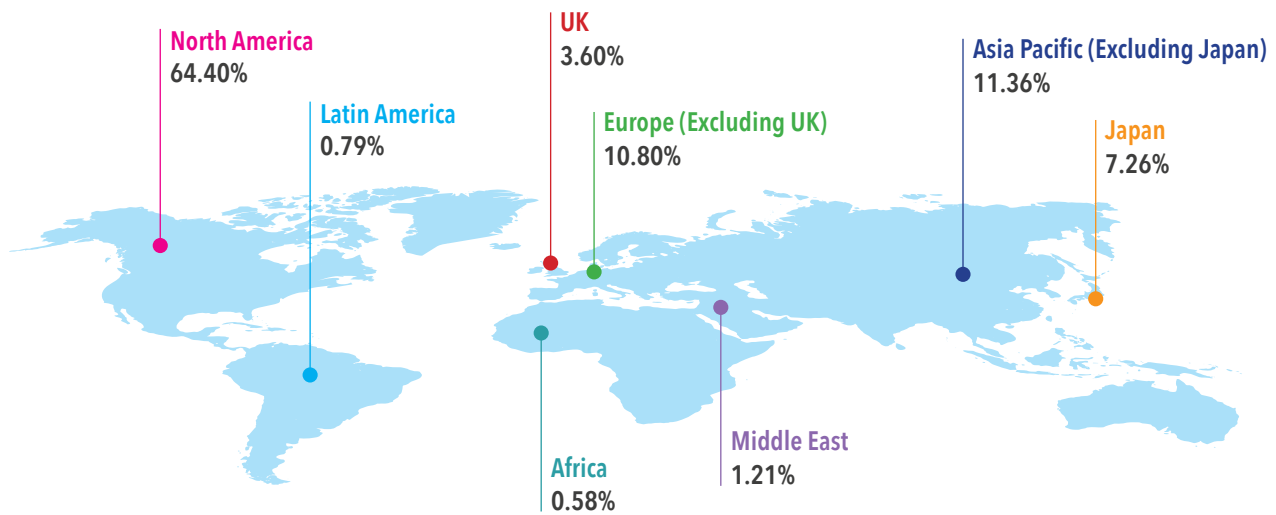 North America
64.40%
Latin America
0.79%
UK
3.60%
Europe (Excluding UK)
10.80%
Asia Pacific (Excluding Japan)
11.36%
Japan
7.26%
Africa
0.58%
Middle East
1.21%